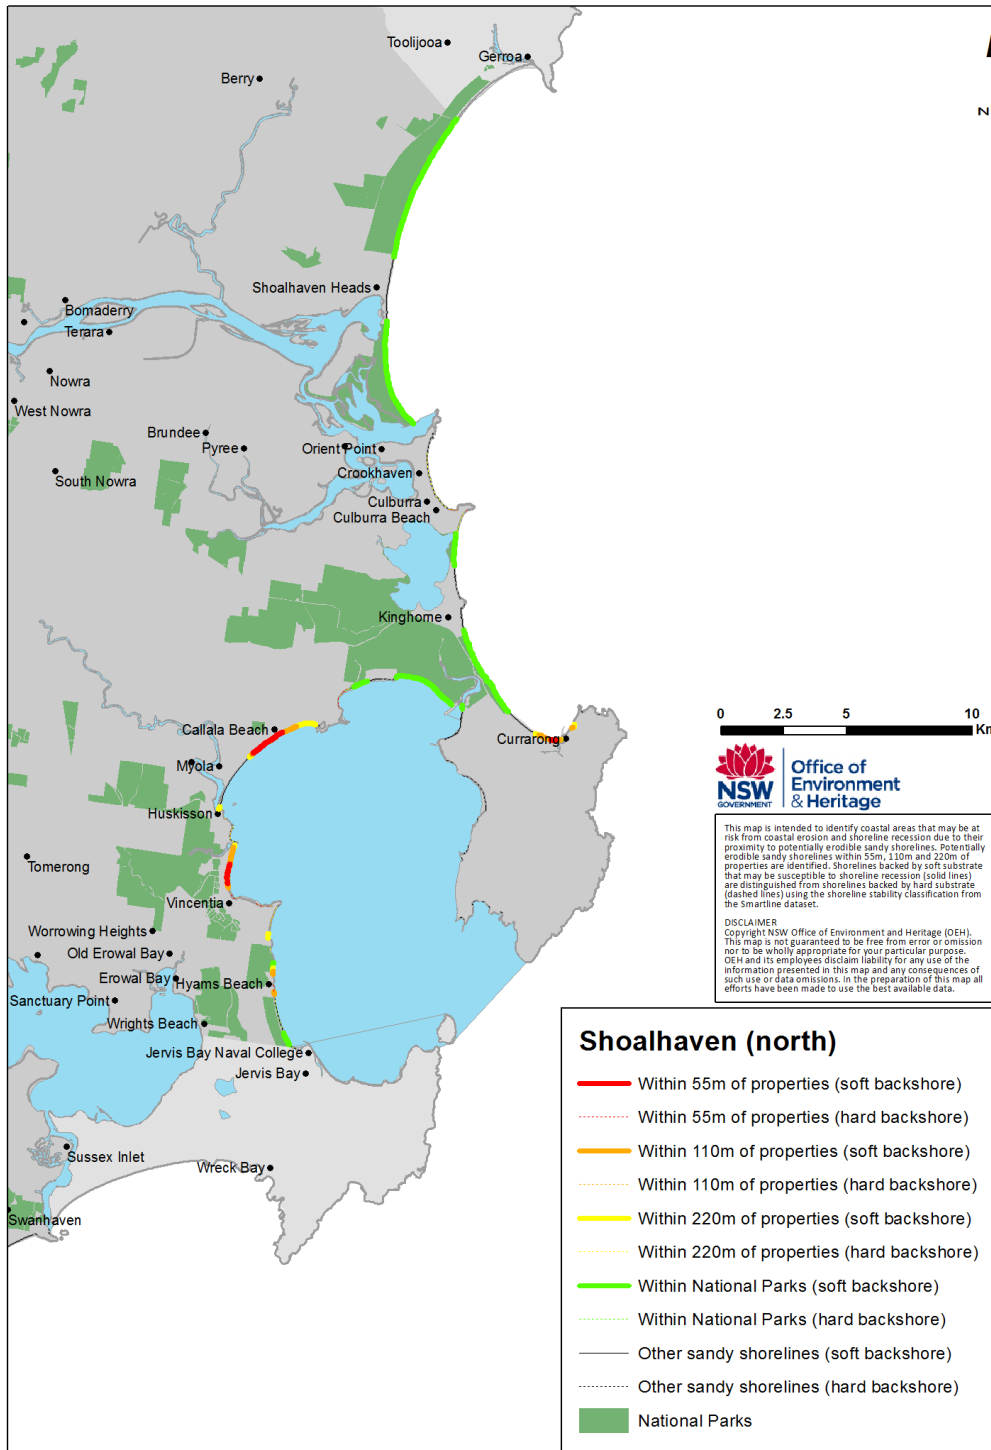 Toolijooa
Gerroa
Berry
N
Shoalhaven Heads
Bomaderry
Terara
Nowra
West Nowra
Brundee
Pyree
Orient Point
Crookhaven
South Nowra
Culburra
Culburra Beach
Kinghorne
Callala Beach
Currarong
Myola
Huskisson
Tomerong
Vincentia
Worrowing Heights
Old Erowal Bay
Erowal Bay
Hyams Beach
Sanctuary Point
Wrights Beach
Jervis Bay Naval College
Jervis Bay
Sussex Inlet
Wreck Bay
Swanhaven
0 2.5 5 10
Km
NSW
GOVERNMENT
Office of
Environment
& Heritage
This map is intended to identify coastal areas that may be at
risk from coastal erosion and shoreline recession due to their
proximity to potentially erodible sandy shorelines. Potentially
erodible sandy shorelines within 55m, 110m and 220m of
properties are identified. Shorelines backed by soft substrate
that may be susceptible to shoreline recession (solid lines)
are distinguished from shorelines backed by hard substrate
(dashed lines) using the shoreline stability classification from
the Smartline dataset.
DISCLAIMER
Copyright NSW Office of Environment and Heritage (OEH).
This map is not guaranteed to be free from error or omission
nor to be wholly appropriate for your particular purpose.
OEH and its employees disclaim liability for any use of the
information presented in this map and any consequences of
such use or data omissions. In the preparation of this map all
efforts have been made to use the best available data.
Shoalhaven (north)
Within 55m of properties (soft backshore)
Within 55m of properties (hard backshore)
Within 110m of properties (soft backshore)
Within 110m of properties (hard backshore)
Within 220m of properties (soft backshore)
Within 220m of properties (hard backshore)
Within National Parks (soft backshore)
Within National Parks (hard backshore)
Other sandy shorelines (soft backshore)
Other sandy shorelines (hard backshore)
National Parks